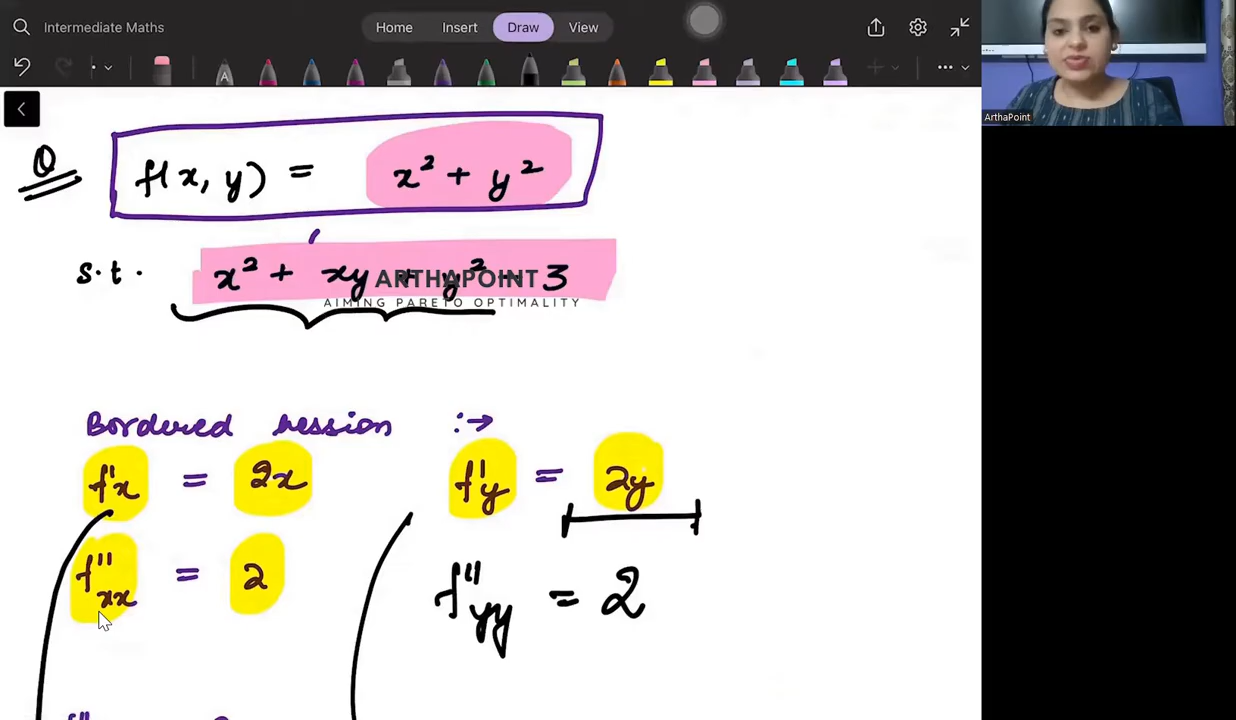 Intermediate Maths Home Insert Draw View
A
ArthaPoint
Q f(x, y) = x² + y²
s.t. x² + xy + y² = 3
ARTHAPOINT
AIMING PARETO OPTIMALITY
Bordered hessian :→
f'x = 2x f'y = 2y
f''xx = 2 f''yy = 2